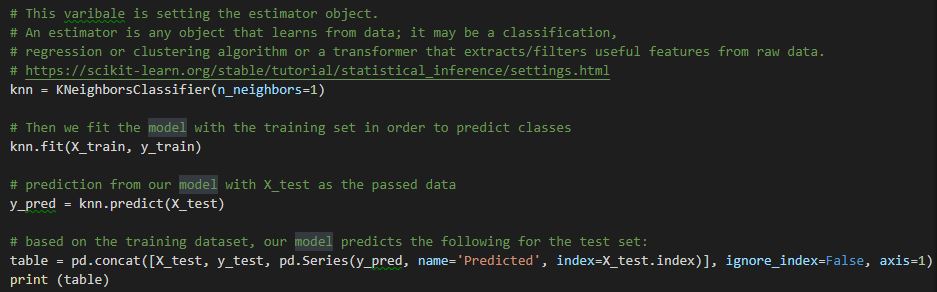 # This varibale is setting the estimator object.
# An estimator is any object that learns from data; it may be a classification,
# regression or clustering algorithm or a transformer that extracts/filters useful features from raw data.
# https://scikit-learn.org/stable/tutorial/statistical_inference/settings.html
knn = KNeighborsClassifier(n_neighbors=1)
# Then we fit the model with the training set in order to predict classes
knn.fit(X_train, y_train)
# prediction from our model with X_test as the passed data
y_pred = knn.predict(X_test)
# based on the training dataset, our model predicts the following for the test set:
table = pd.concat([X_test, y_test, pd.Series(y_pred, name='Predicted', index=X_test.index)], ignore_index=False, axis=1)
print (table)